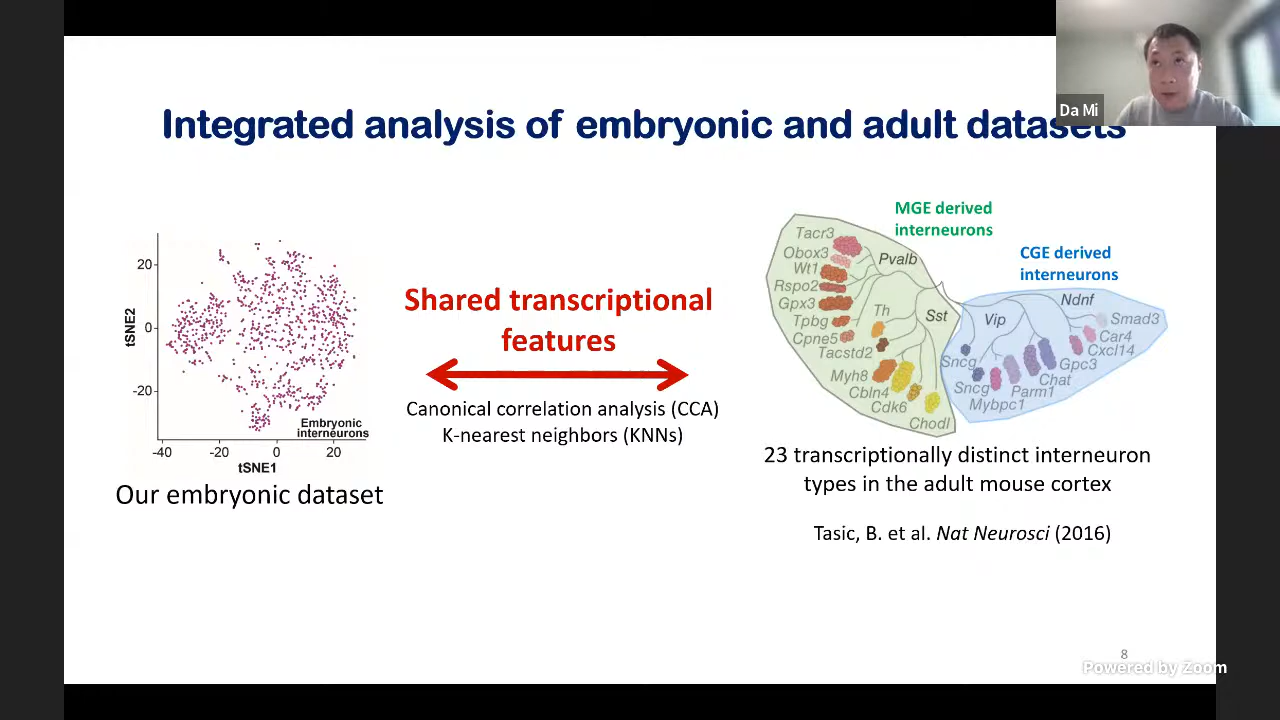 Da Mi
Integrated analysis of embryonic and adult datasets
MGE derived
interneurons
CGE derived
interneurons
Tacr3
Obox3
Wt1
Rspo2
Gpx3
Tpbg
Cpne5
Tacstd2
Myh8
Cbln4
Cdk6
Chodl
Pvalb
Th
Sst
Vip
Ndnf
Sncg
Sncg
Mybpc1
Parm1
Chat
Gpc3
Cxcl14
Car4
Smad3
Shared transcriptional
features
Canonical correlation analysis (CCA)
K-nearest neighbors (KNNs)
tSNE2
20
0
-20
Embryonic
interneurons
-40
-20
0
20
tSNE1
Our embryonic dataset
23 transcriptionally distinct interneuron
types in the adult mouse cortex
Tasic, B. et al. Nat Neurosci (2016)
8
Powered by Zoom